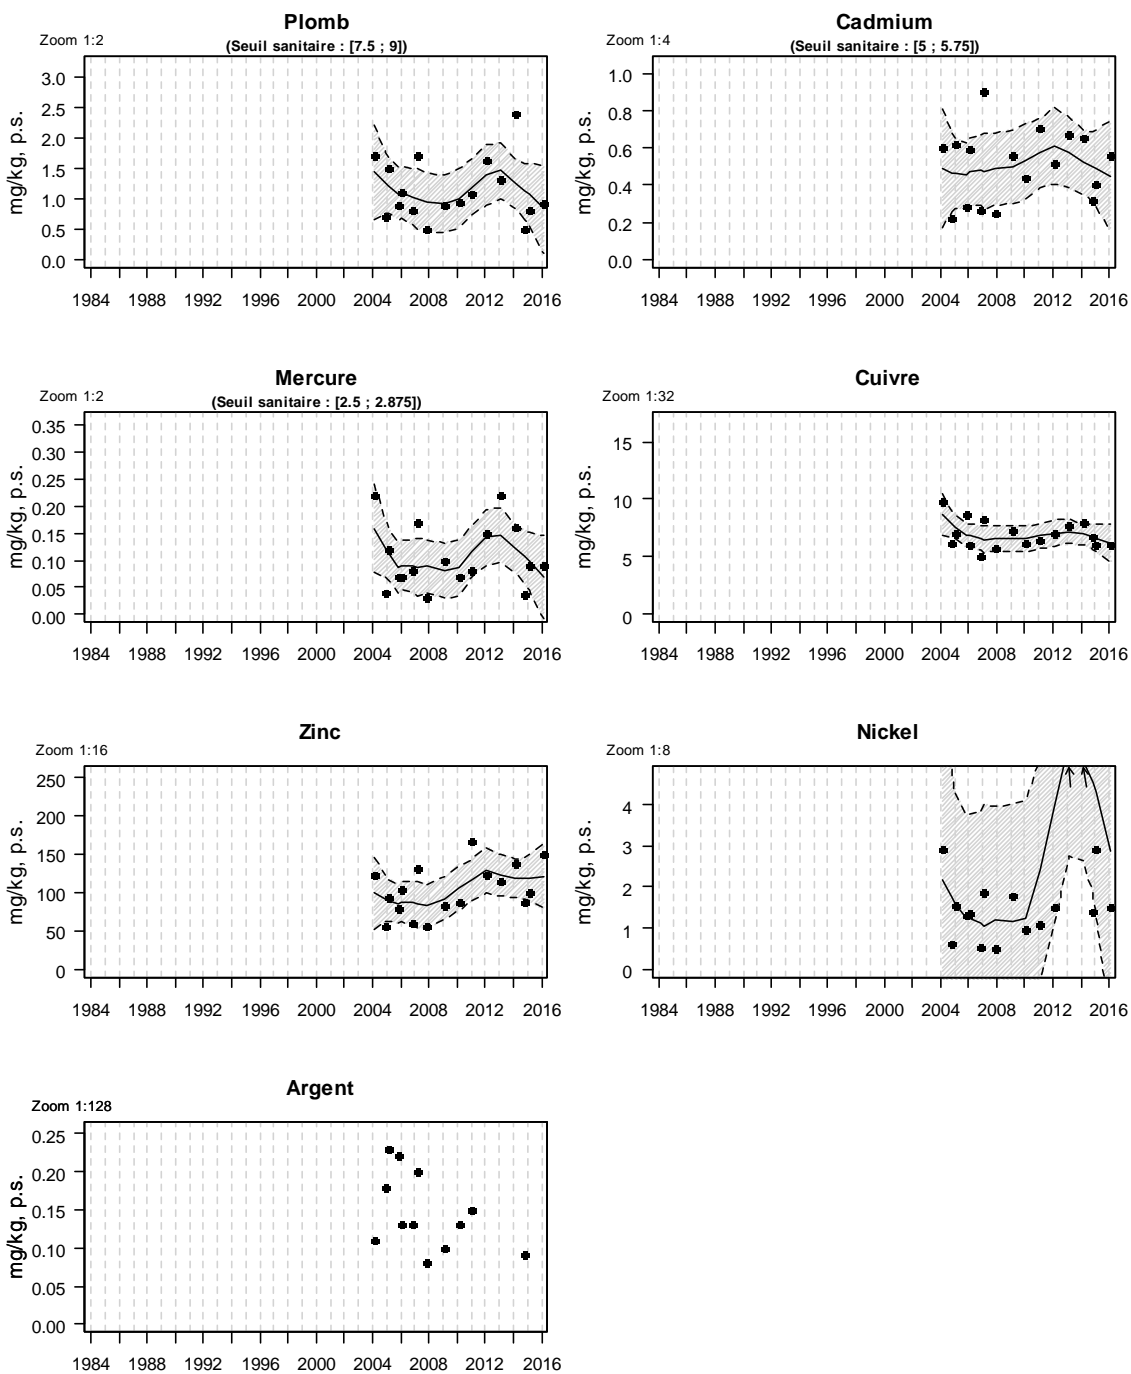 Plomb
Zoom 1:2
(Seuil sanitaire : [7.5 ; 9])
mg/kg, p.s.
3.0
2.5
2.0
1.5
1.0
0.5
0.0
1984 1988 1992 1996 2000 2004 2008 2012 2016
Cadmium
Zoom 1:4
(Seuil sanitaire : [5 ; 5.75])
mg/kg, p.s.
1.0
0.8
0.6
0.4
0.2
0.0
1984 1988 1992 1996 2000 2004 2008 2012 2016
Mercure
Zoom 1:2
(Seuil sanitaire : [2.5 ; 2.875])
mg/kg, p.s.
0.35
0.30
0.25
0.20
0.15
0.10
0.05
0.00
1984 1988 1992 1996 2000 2004 2008 2012 2016
Cuivre
Zoom 1:32
mg/kg, p.s.
15
10
5
0
1984 1988 1992 1996 2000 2004 2008 2012 2016
Zinc
Zoom 1:16
mg/kg, p.s.
250
200
150
100
50
0
1984 1988 1992 1996 2000 2004 2008 2012 2016
Nickel
Zoom 1:8
mg/kg, p.s.
4
3
2
1
0
1984 1988 1992 1996 2000 2004 2008 2012 2016
Argent
Zoom 1:128
mg/kg, p.s.
0.25
0.20
0.15
0.10
0.05
0.00
1984 1988 1992 1996 2000 2004 2008 2012 2016